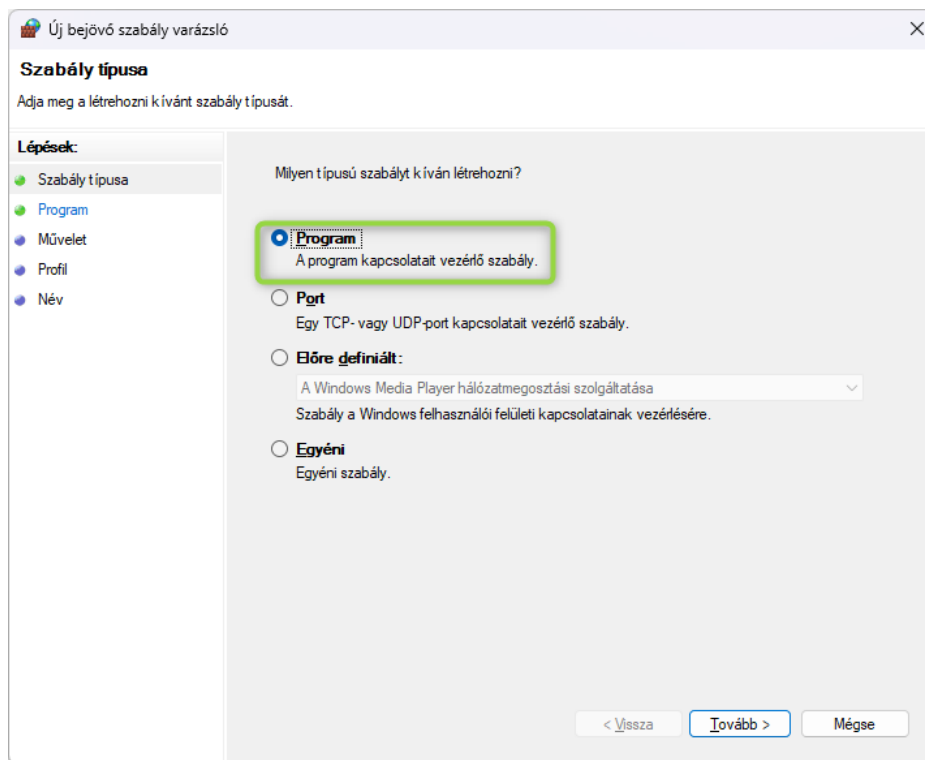 Új bejövő szabály varázsló
Szabály típusa
Adja meg a létrehozni kívánt szabály típusát.
Lépések:
Szabály típusa
Program
Művelet
Profil
Név
Milyen típusú szabályt kíván létrehozni?
Program
A program kapcsolatait vezérlő szabály.
Port
Egy TCP- vagy UDP-port kapcsolatait vezérlő szabály.
Előre definiált:
A Windows Media Player hálózatmegosztási szolgáltatása
Szabály a Windows felhasználói felületi kapcsolatainak vezérlésére.
Egyéni
Egyéni szabály.
< Vissza
Tovább >
Mégse